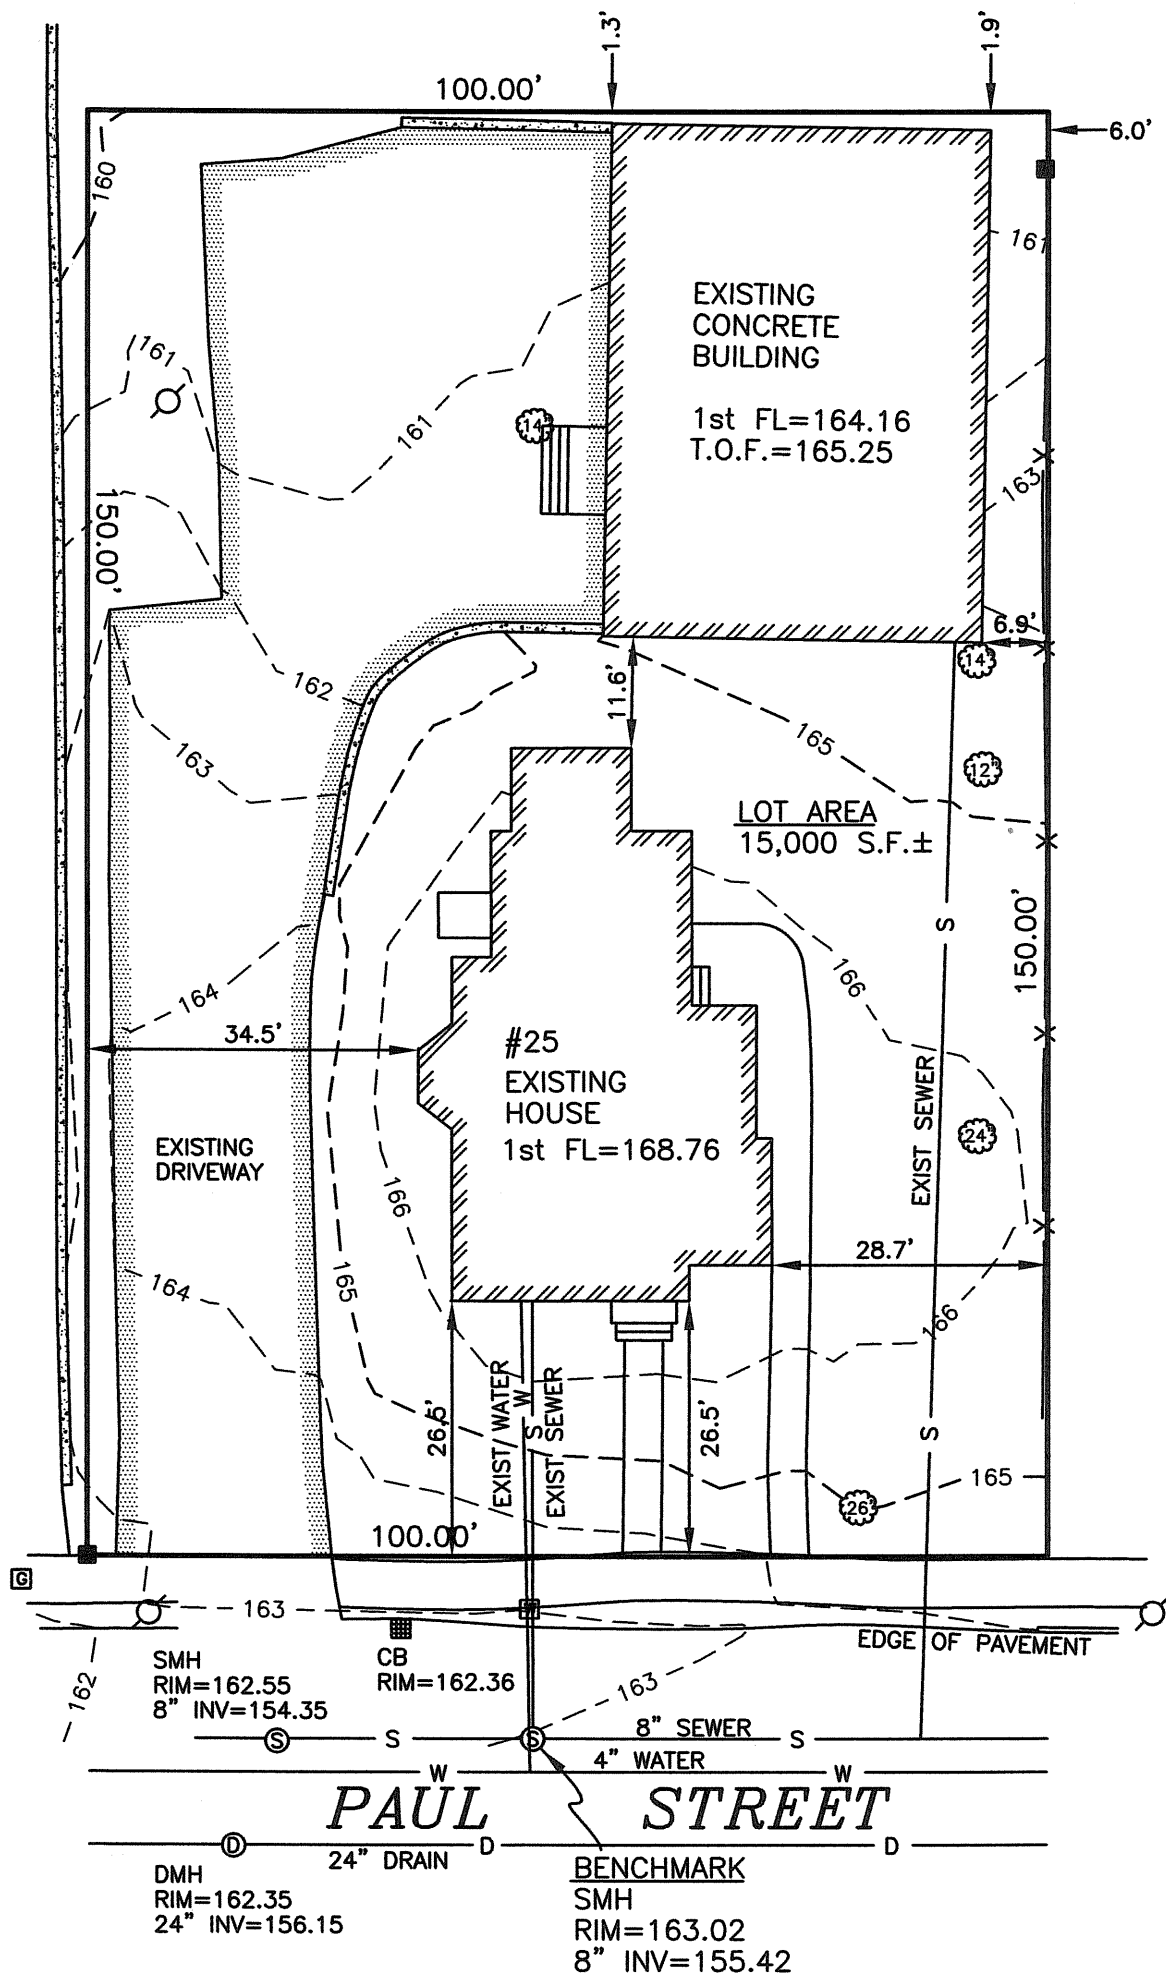 1.3'
1.9'
100.00'
6.0'
160
161
EXISTING
CONCRETE
BUILDING
161
161
14"
1st FL=164.16
T.O.F.=165.25
163
150.00'
6.9'
14"
162
11.6'
165
163
12"
LOT AREA
15,000 S.F.±
S
150.00'
164
166
34.5'
#25
EXISTING
HOUSE
1st FL=168.76
EXIST SEWER
24"
EXISTING
DRIVEWAY
166
28.7'
164
165
166
EXIST WATER
W
EXIST SEWER
S
26.5'
26.5'
S
165
26"
100.00'
G
163
EDGE OF PAVEMENT
162
SMH
RIM=162.55
8" INV=154.35
CB
RIM=162.36
163
S
S
S
8" SEWER
S
4" WATER
W
W
PAUL STREET
D
24" DRAIN
D
D
DMH
RIM=162.35
24" INV=156.15
BENCHMARK
SMH
RIM=163.02
8" INV=155.42